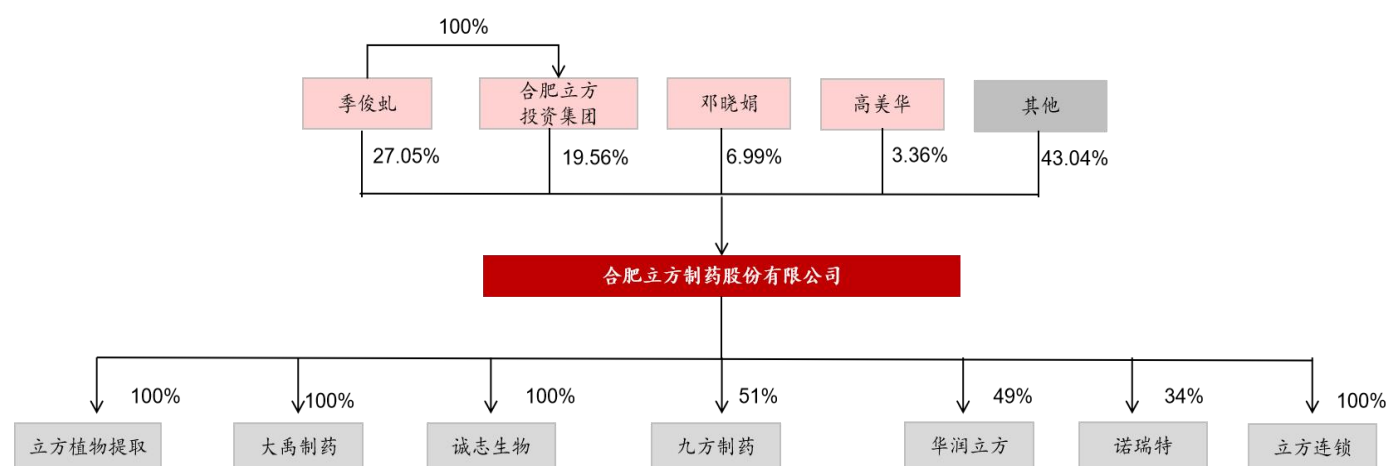 100%
季俊虬
合肥立方
投资集团
邓晓娟
高美华
其他
27.05%
19.56%
6.99%
3.36%
43.04%
合肥立方制药股份有限公司
100%
100%
100%
51%
49%
34%
100%
立方植物提取
大禹制药
诚志生物
九方制药
华润立方
诺瑞特
立方连锁